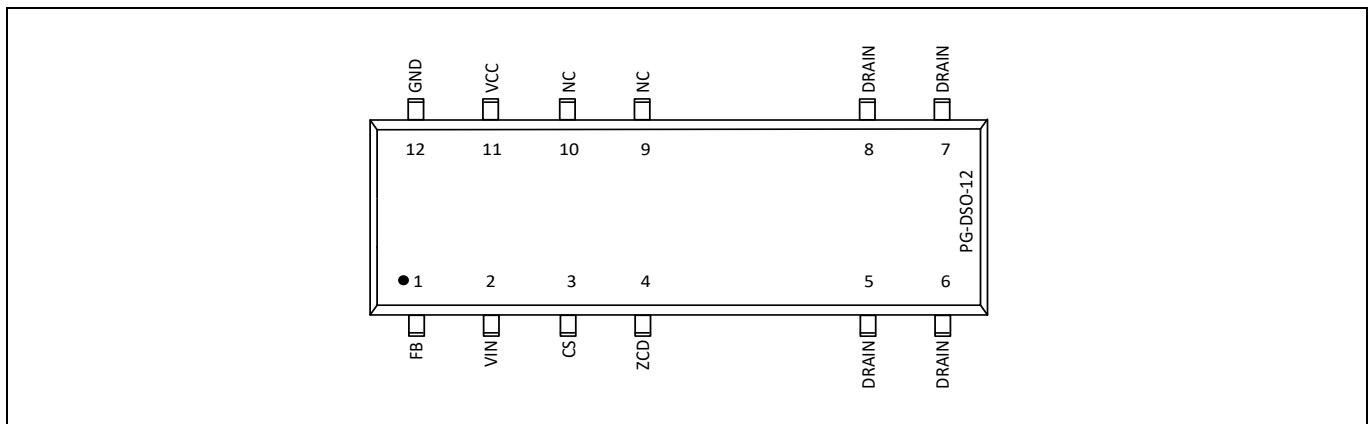 GND VCC NC NC DRAIN DRAIN
12 11 10 9 8 7
PG-DSO-12
1 2 3 4 5 6
FB VIN CS ZCD DRAIN DRAIN